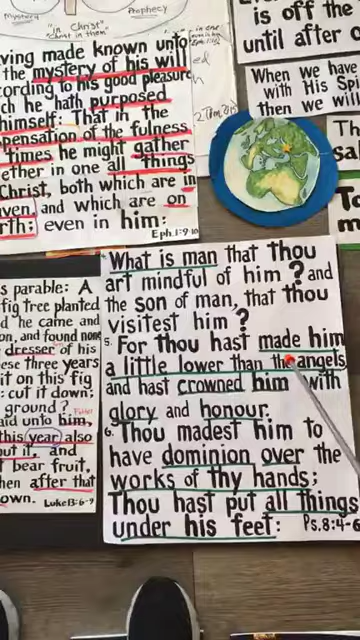 Mystery
"in Christ"
"Christ in them"
Prophecy
ving made known unto
the mystery of his will
cording to his good pleasure
ch he hath purposed
himself: That in the
pensation of the fulness
times he might gather
ether in one all things
Christ, both which are in
aven, and which are on
rth; even in him:
Eph.1:9-10
is off the
until after
When we have
with His Spi
then we will
s parable: A
fig tree planted
d he came and
on, and found none
dresser of his
ese three years
it on this fig
: cut it down;
ground?
aid unto him,
this year also
out it, and
bear fruit,
hen after that
own. Luke13:6-9
4. What is man that thou
art mindful of him? and
the son of man, that thou
visitest him?
5. For thou hast made him
a little lower than the angels
and hast crowned him with
glory and honour.
6. Thou madest him to
have dominion over the
works of thy hands;
Thou hast put all things
under his feet: Ps.8:4-6